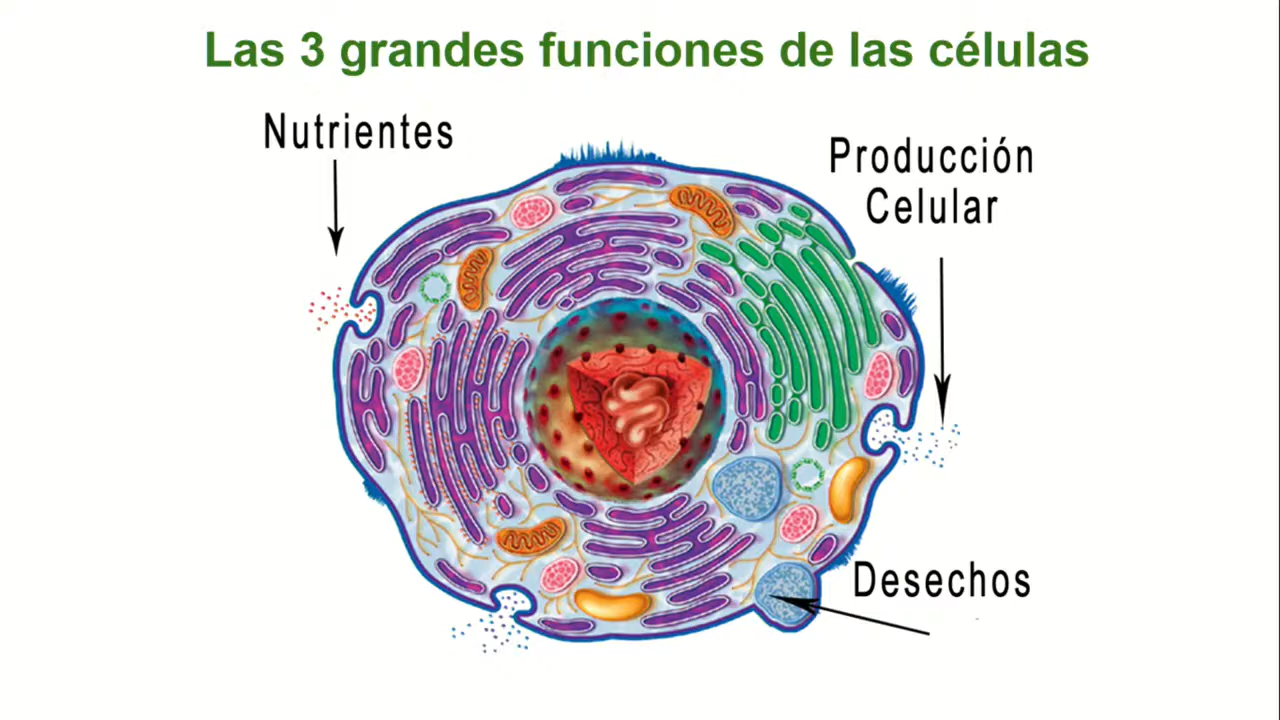 Las 3 grandes funciones de las células
Nutrientes
Producción
Celular
Desechos